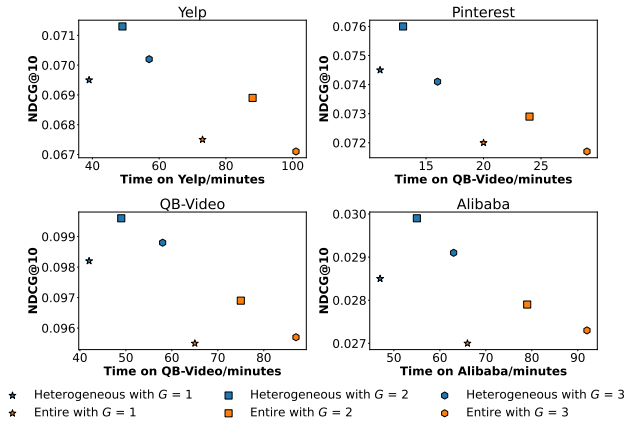 Yelp
NDCG@10
0.071
0.070
0.069
0.068
0.067
40 60 80 100
Time on Yelp/minutes
Pinterest
NDCG@10
0.076
0.075
0.074
0.073
0.072
15 20 25
Time on QB-Video/minutes
QB-Video
NDCG@10
0.099
0.098
0.097
0.096
40 50 60 70 80
Time on QB-Video/minutes
Alibaba
NDCG@10
0.030
0.029
0.028
0.027
50 60 70 80 90
Time on Alibaba/minutes
Heterogeneous with G = 1
Heterogeneous with G = 2
Heterogeneous with G = 3
Entire with G = 1
Entire with G = 2
Entire with G = 3